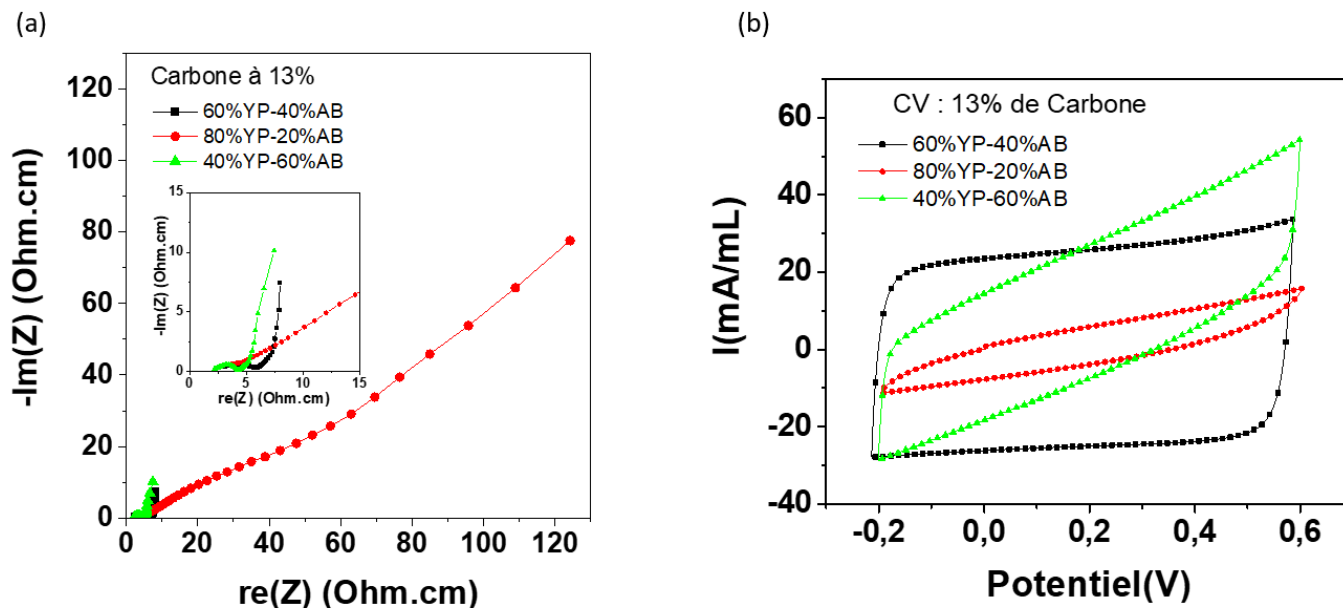 (a)
-Im(Z) (Ohm.cm)
120
100
80
60
40
20
0
Carbone à 13%
60%YP-40%AB
80%YP-20%AB
40%YP-60%AB
-Im(Z) (Ohm.cm)
15
10
5
0
0 5 10 15
re(Z) (Ohm.cm)
0 20 40 60 80 100 120
re(Z) (Ohm.cm)
(b)
I(mA/mL)
60
40
20
0
-20
-40
CV : 13% de Carbone
60%YP-40%AB
80%YP-20%AB
40%YP-60%AB
-0,2 0,0 0,2 0,4 0,6
Potentiel(V)